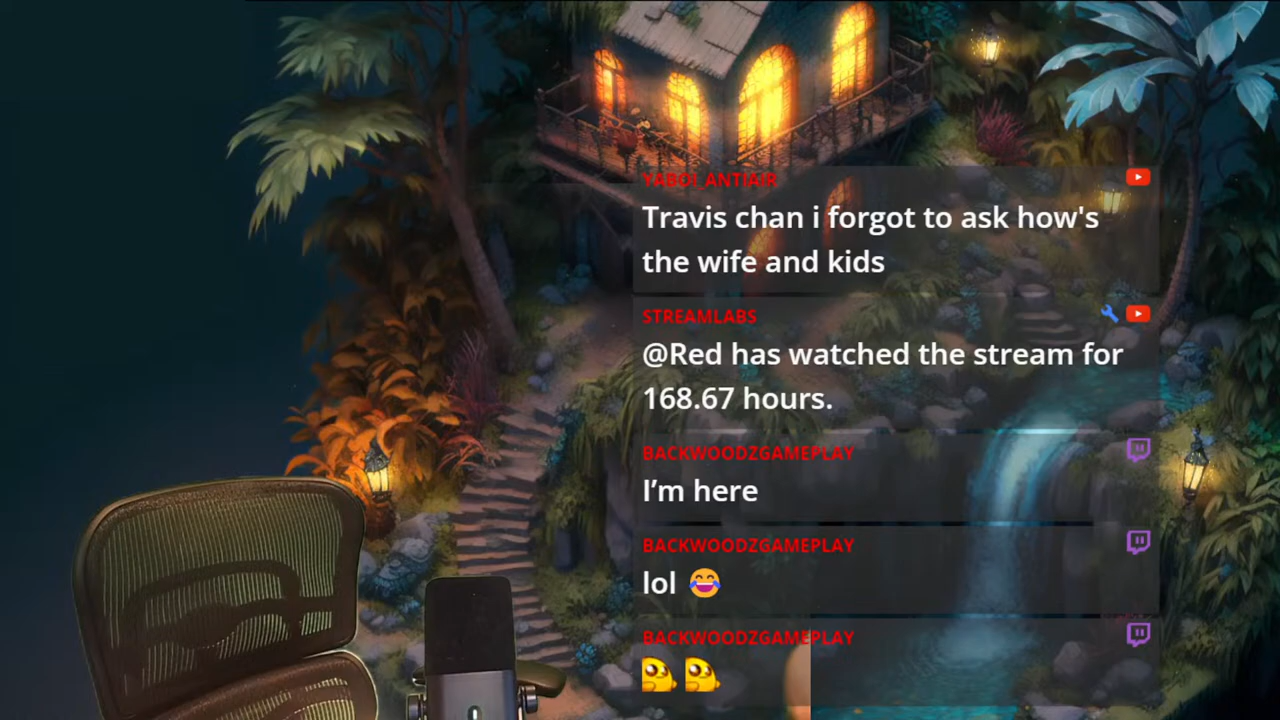 YABOI_ANTIAIR
Travis chan i forgot to ask how's
the wife and kids
STREAMLABS
@Red has watched the stream for
168.67 hours.
BACKWOODZGAMEPLAY
I’m here
BACKWOODZGAMEPLAY
lol 😂
BACKWOODZGAMEPLAY